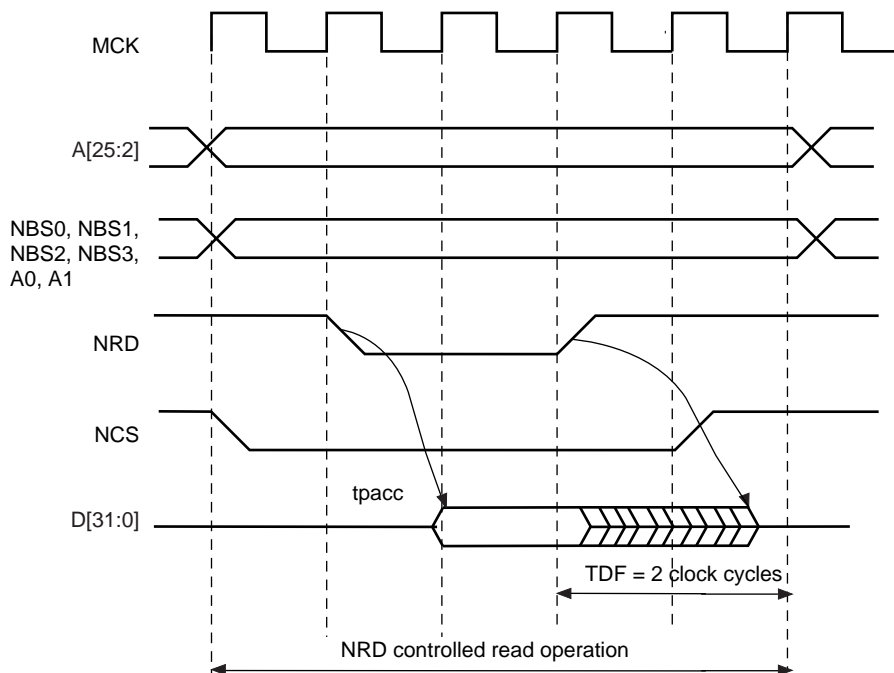 MCK
A[25:2]
NBS0, NBS1,
NBS2, NBS3,
A0, A1
NRD
NCS
tpacc
D[31:0]
TDF = 2 clock cycles
NRD controlled read operation